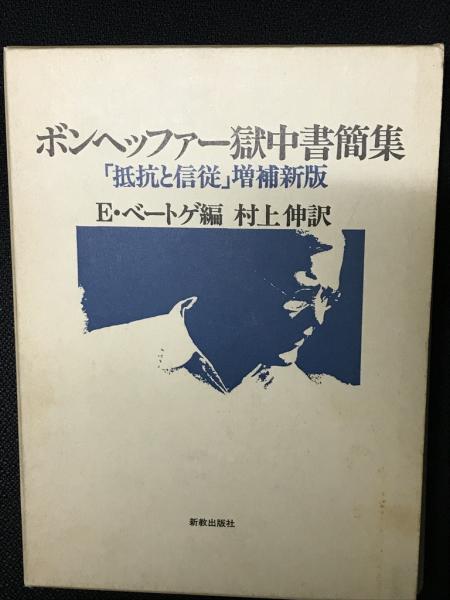 ボンヘッファー獄中書簡集
「抵抗と信従」増補新版
E・ベートゲ編 村上伸訳
新教出版社